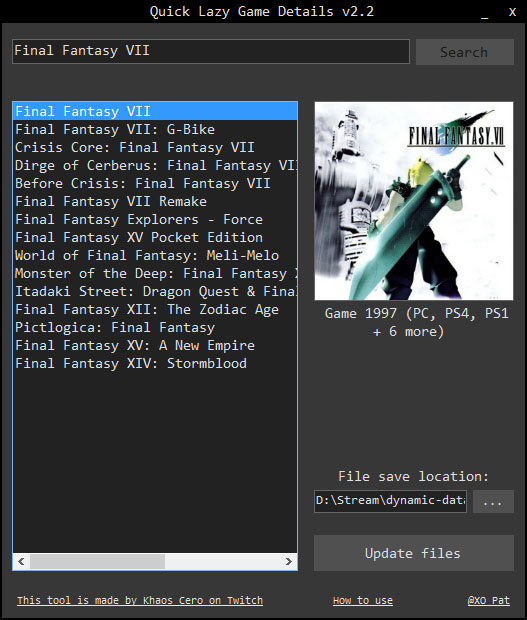 Quick Lazy Game Details v2.2
_ x
Final Fantasy VII
Search
Final Fantasy VII
Final Fantasy VII: G-Bike
Crisis Core: Final Fantasy VII
Dirge of Cerberus: Final Fantasy VII
Before Crisis: Final Fantasy VII
Final Fantasy VII Remake
Final Fantasy Explorers - Force
Final Fantasy XV Pocket Edition
World of Final Fantasy: Meli-Melo
Monster of the Deep: Final Fantasy X
Itadaki Street: Dragon Quest & Final
Final Fantasy XII: The Zodiac Age
Pictlogica: Final Fantasy
Final Fantasy XV: A New Empire
Final Fantasy XIV: Stormblood
FINAL FANTASY VII
Game 1997 (PC, PS4, PS1
+ 6 more)
File save location:
D:\Stream\dynamic-data
...
Update files
This tool is made by Khaos Cero on Twitch
How to use
@XO Pat